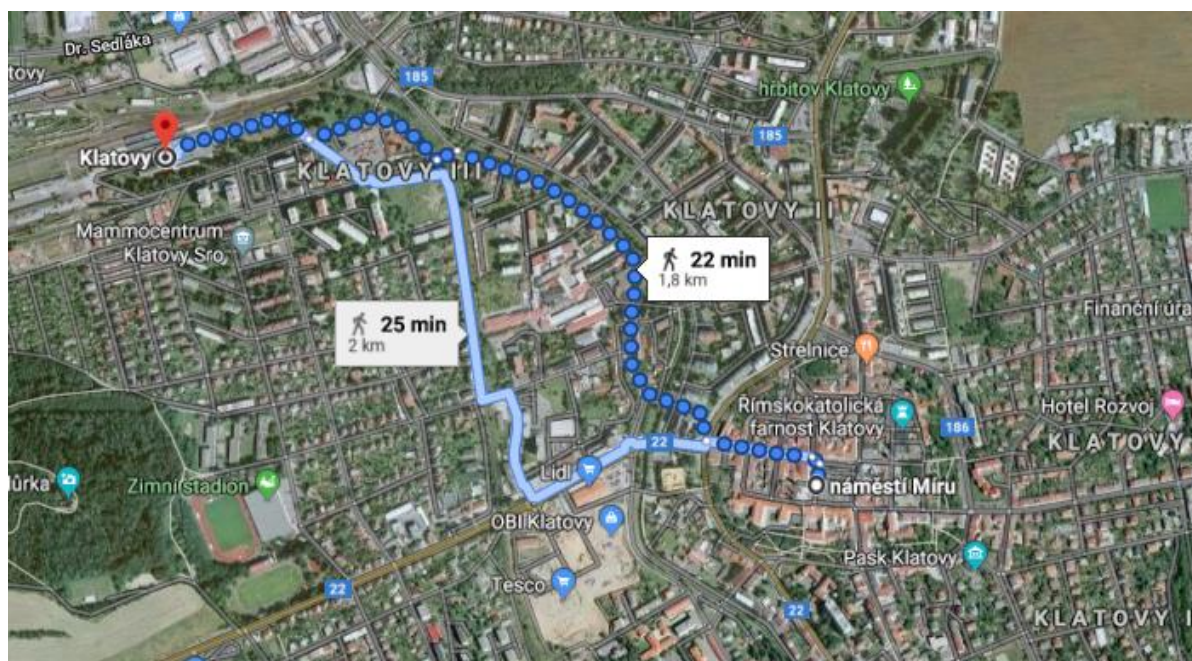 Dr. Sedláka
tovy
185
hřbitov Klatovy
185
Klatovy
KLATOVY III
KLATOVY II
Mammocentrum
Klatovy Sro
22 min
1,8 km
25 min
2 km
Finanční úřa
Střelnice
Římskokatolická
farnost Klatovy
Hotel Rozvoj
186
KLATOVY
22
Lidl
náměstí Míru
ůrka
Zimní stadion
OBI Klatovy
Pask Klatovy
Tesco
22
22
KLATOVY I